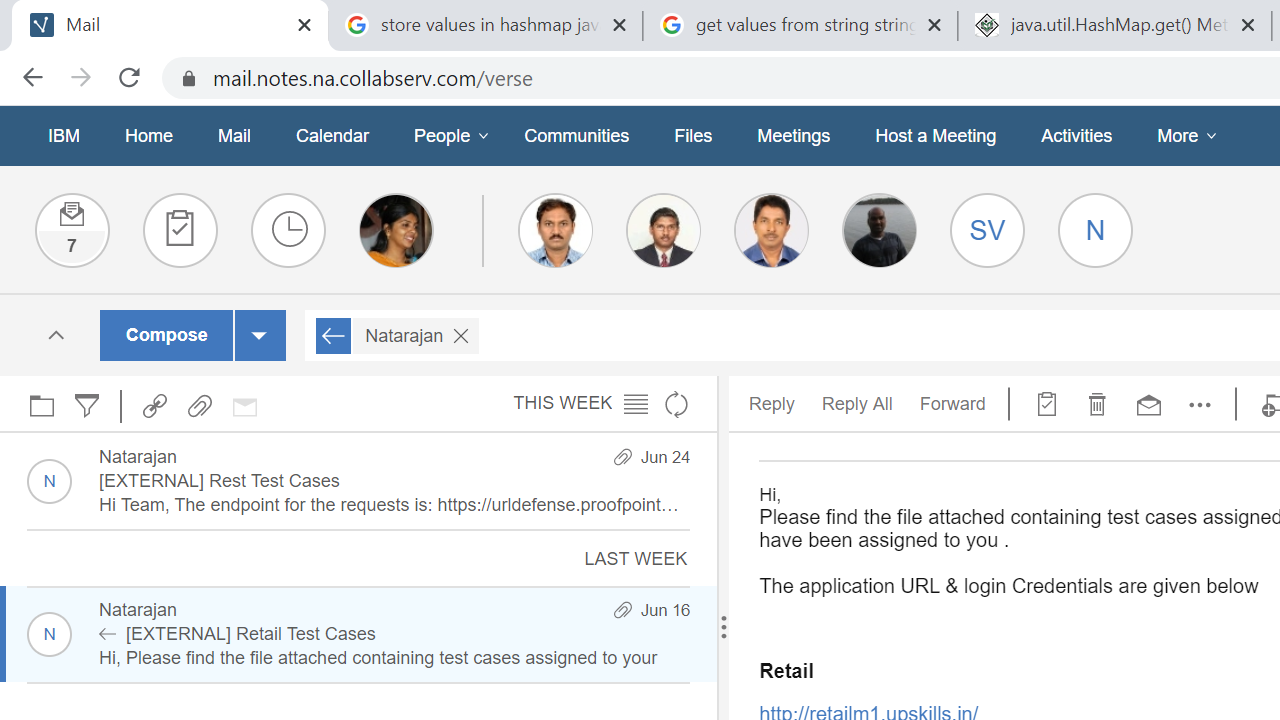 Mail
store values in hashmap jav
get values from string string
java.util.HashMap.get() Met
mail.notes.na.collabserv.com/verse
IBM Home Mail Calendar People Communities Files Meetings Host a Meeting Activities More
7
SV
N
Compose
Natarajan
THIS WEEK
Reply Reply All Forward
N
Natarajan
Jun 24
[EXTERNAL] Rest Test Cases
Hi Team, The endpoint for the requests is: https://urldefense.proofpoint…
LAST WEEK
N
Natarajan
Jun 16
[EXTERNAL] Retail Test Cases
Hi, Please find the file attached containing test cases assigned to your
Hi,
Please find the file attached containing test cases assigned
have been assigned to you .
The application URL & login Credentials are given below
Retail
http://retailm1.upskills.in/